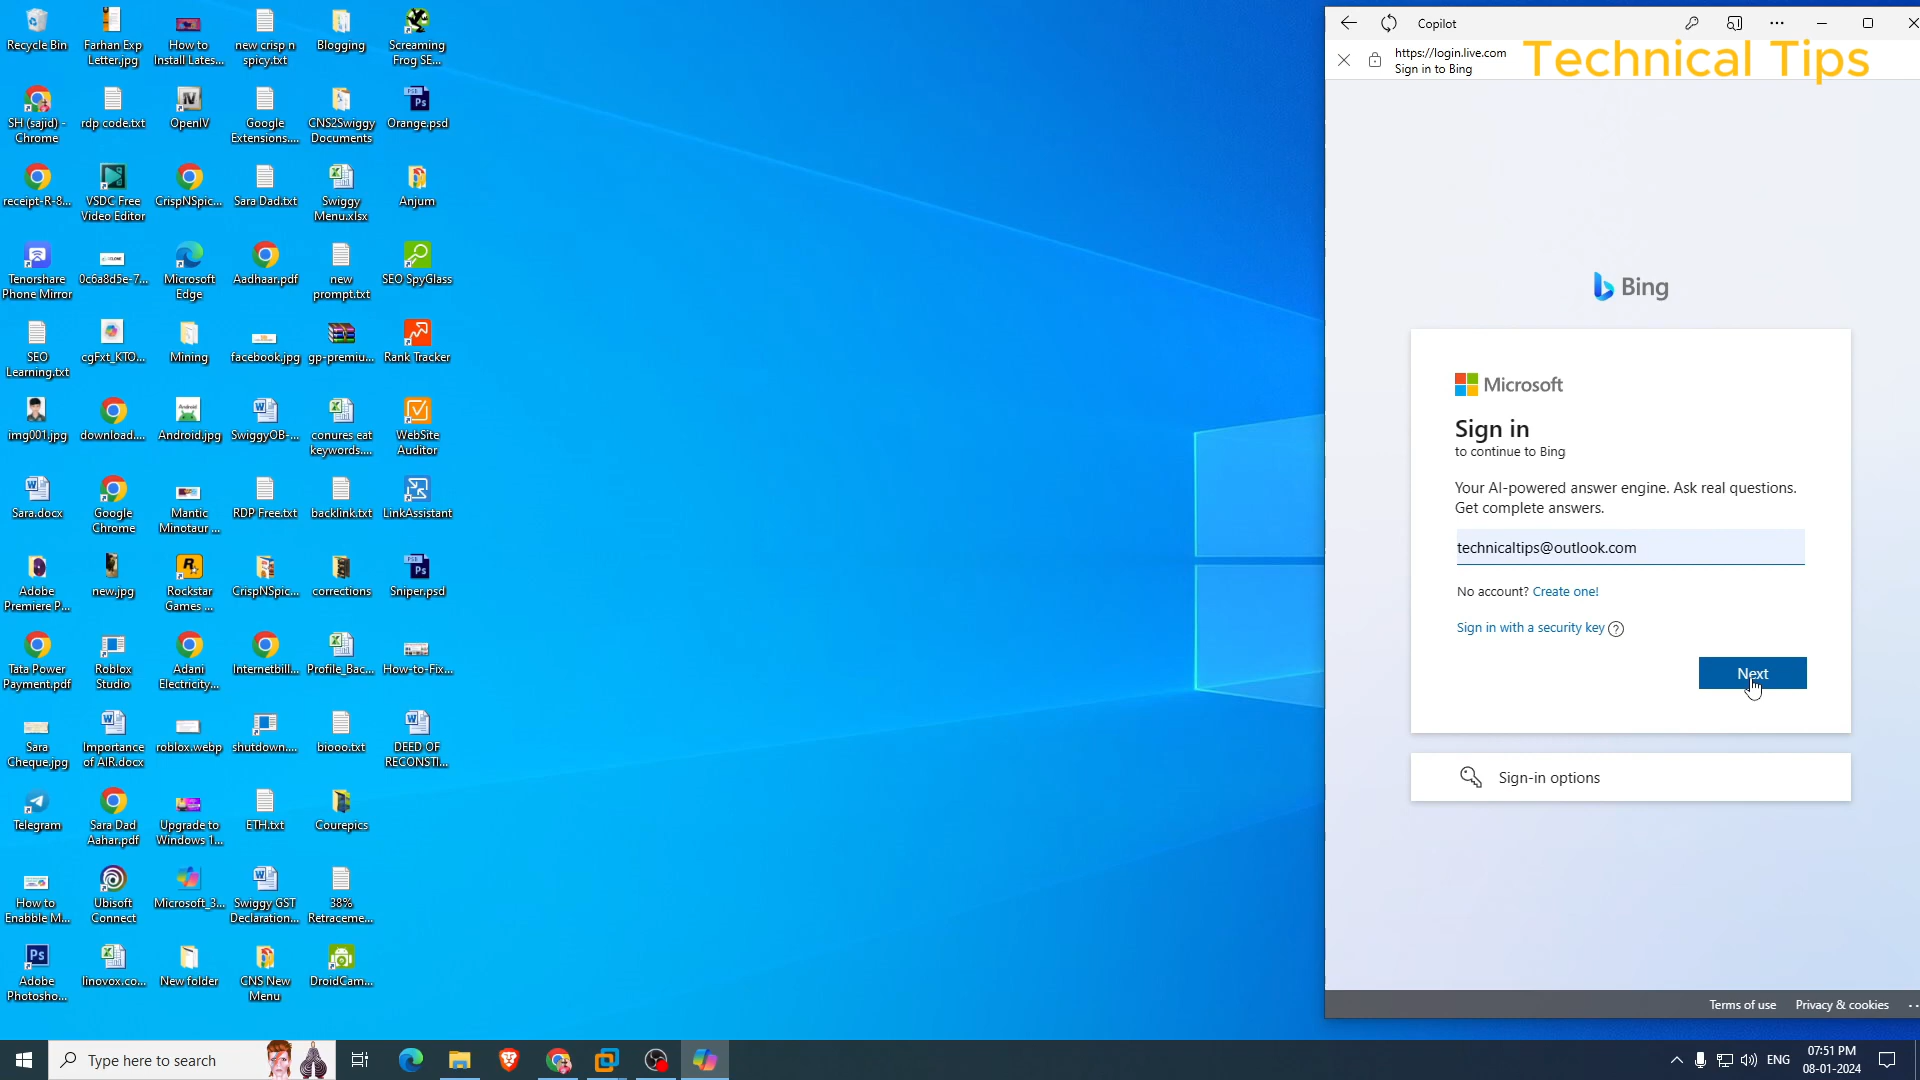 Recycle Bin
Farhan Exp
Letter.jpg
How to
Install Lates...
new crisp n
spicy.txt
Blogging
Screaming
Frog SE...
SH (sajid) -
Chrome
rdp code.txt
OpenIV
Google
Extensions....
CNS2Swiggy
Documents
Orange.psd
receipt-R-8...
VSDC Free
Video Editor
CrispNSpic...
Sara Dad.txt
Swiggy
Menu.xlsx
Anjum
Tenorshare
Phone Mirror
0c6a8d5e-7...
Microsoft
Edge
Aadhaar.pdf
new
prompt.txt
SEO SpyGlass
SEO
Learning.txt
cgFxt_KTO...
Mining
facebook.jpg
gp-premiu...
Rank Tracker
img001.jpg
download....
Android.jpg
SwiggyOB-...
conures eat
keywords....
WebSite
Auditor
Sara.docx
Google
Chrome
Mantic
Minotaur ...
RDP Free.txt
backlink.txt
LinkAssistant
Adobe
Premiere P...
new.jpg
Rockstar
Games ...
CrispNSpic...
corrections
Sniper.psd
Tata Power
Payment.pdf
Roblox
Studio
Adani
Electricity...
Internetbill...
Profile_Bac...
How-to-Fix...
Sara
Cheque.jpg
Importance
of AIR.docx
roblox.webp
shutdown....
biooo.txt
DEED OF
RECONSTI...
Telegram
Sara Dad
Aahar.pdf
Upgrade to
Windows 1...
ETH.txt
Courepics
How to
Enabble M...
Ubisoft
Connect
Microsoft_3...
Swiggy GST
Declaration...
38%
Retraceme...
Adobe
Photosho...
linovox.co...
New folder
CNS New
Menu
DroidCam...
Copilot
https://login.live.com
Sign in to Bing
Technical Tips
Bing
Microsoft
Sign in
to continue to Bing
Your AI-powered answer engine. Ask real questions.
Get complete answers.
technicaltips@outlook.com
No account? Create one!
Sign in with a security key
Next
Sign-in options
Terms of use Privacy & cookies
Type here to search
ENG
07:51 PM
08-01-2024